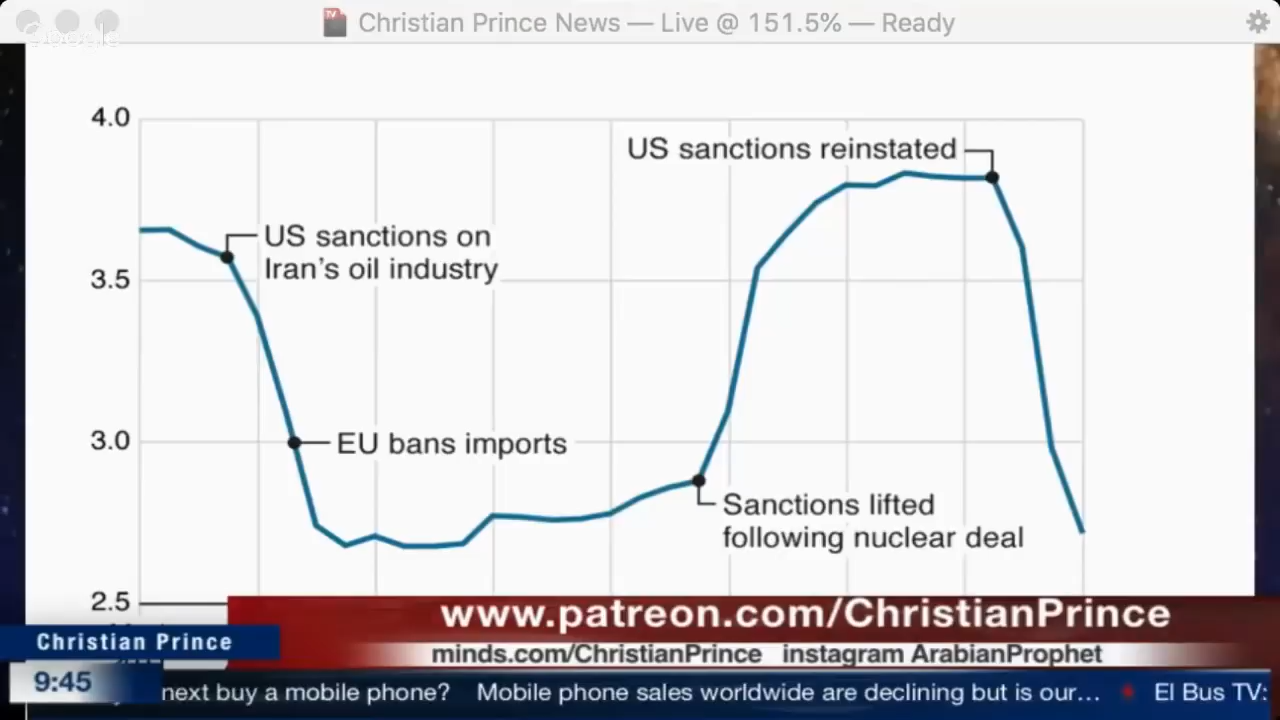 Christian Prince News — Live @ 151.5% — Ready
Google
4.0
US sanctions reinstated
US sanctions on
Iran's oil industry
3.5
3.0
EU bans imports
Sanctions lifted
following nuclear deal
2.5
www.patreon.com/ChristianPrince
Christian Prince
minds.com/ChristianPrince instagram ArabianProphet
9:45
next buy a mobile phone? Mobile phone sales worldwide are declining but is our... El Bus TV: